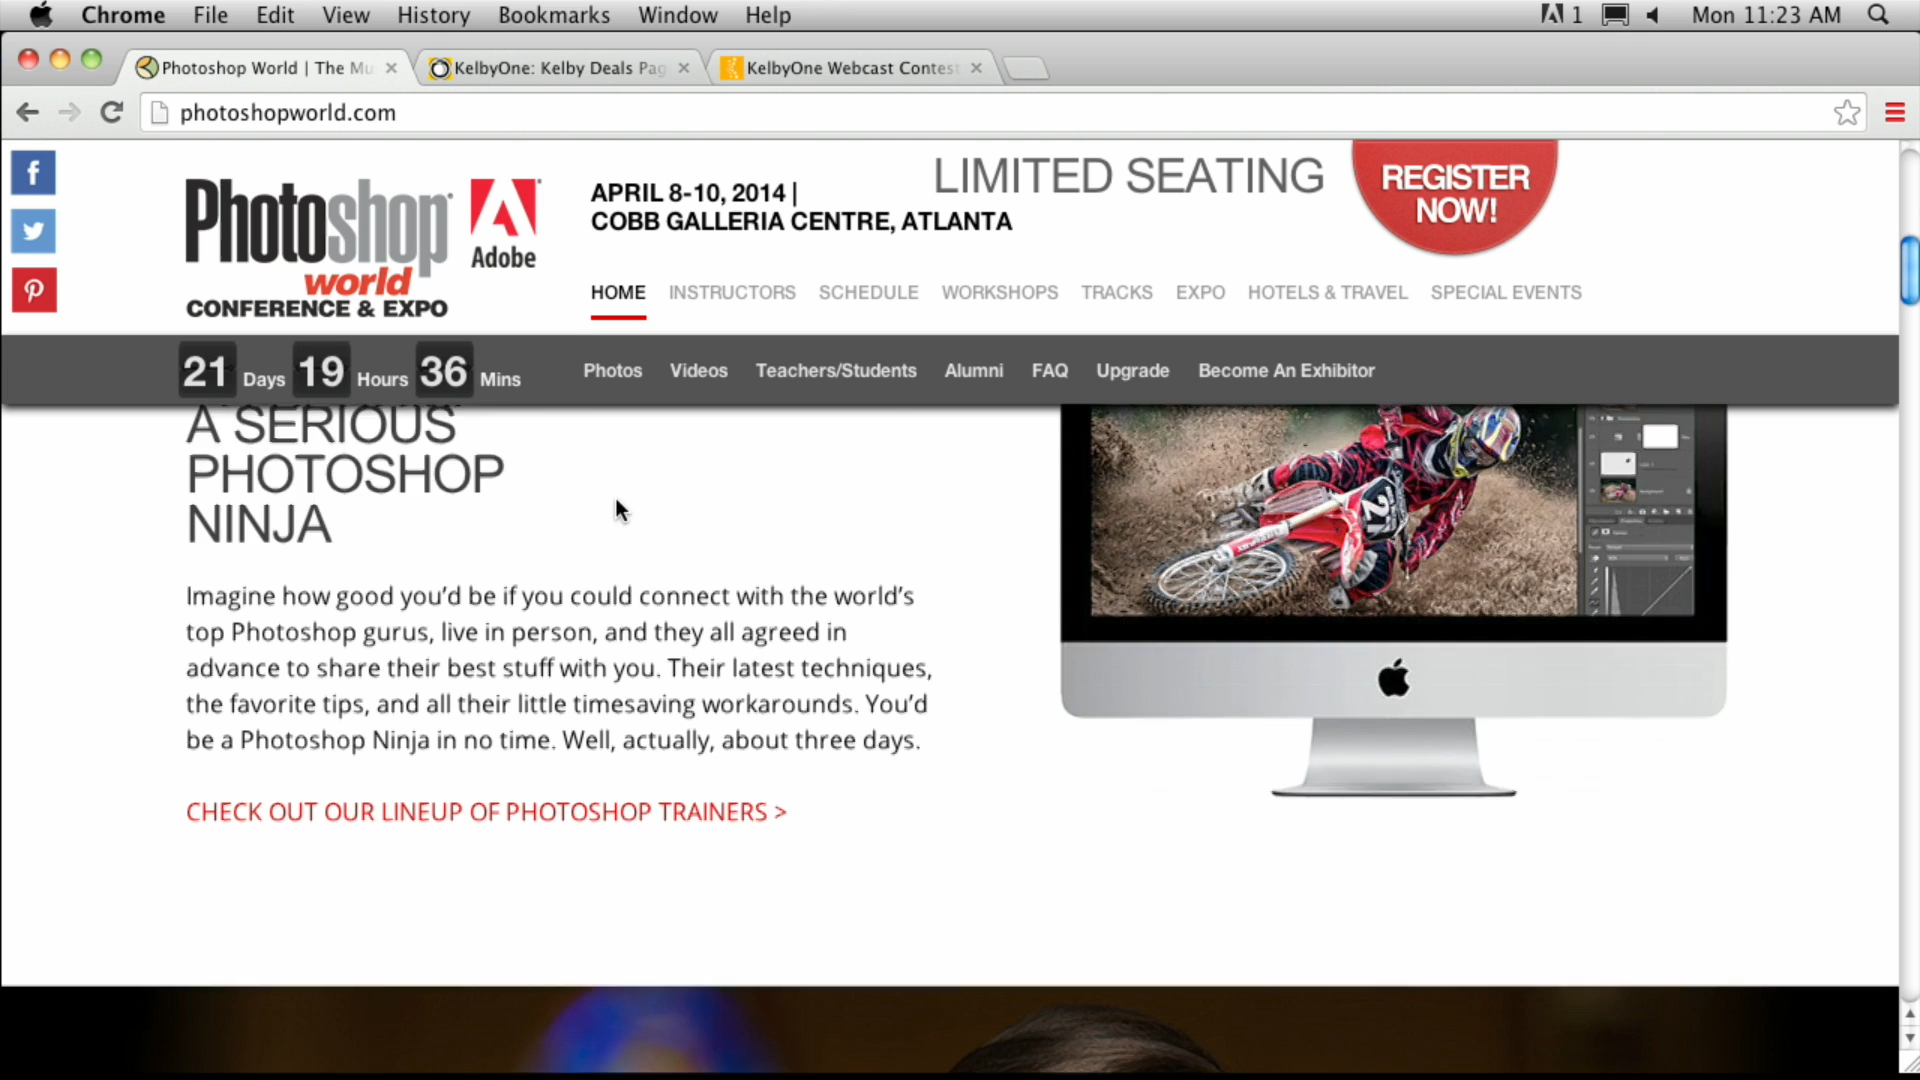 Chrome File Edit View History Bookmarks Window Help 1 Mon 11:23 AM
Photoshop World | The Mu KelbyOne: Kelby Deals Pag KelbyOne Webcast Contest
photoshopworld.com
f
Photoshop
world
CONFERENCE & EXPO
Adobe
APRIL 8-10, 2014 |
COBB GALLERIA CENTRE, ATLANTA
LIMITED SEATING
REGISTER
NOW!
HOME INSTRUCTORS SCHEDULE WORKSHOPS TRACKS EXPO HOTELS & TRAVEL SPECIAL EVENTS
21 Days 19 Hours 36 Mins
Photos Videos Teachers/Students Alumni FAQ Upgrade Become An Exhibitor
A SERIOUS
PHOTOSHOP
NINJA
Imagine how good you’d be if you could connect with the world’s
top Photoshop gurus, live in person, and they all agreed in
advance to share their best stuff with you. Their latest techniques,
the favorite tips, and all their little timesaving workarounds. You’d
be a Photoshop Ninja in no time. Well, actually, about three days.
CHECK OUT OUR LINEUP OF PHOTOSHOP TRAINERS >
21